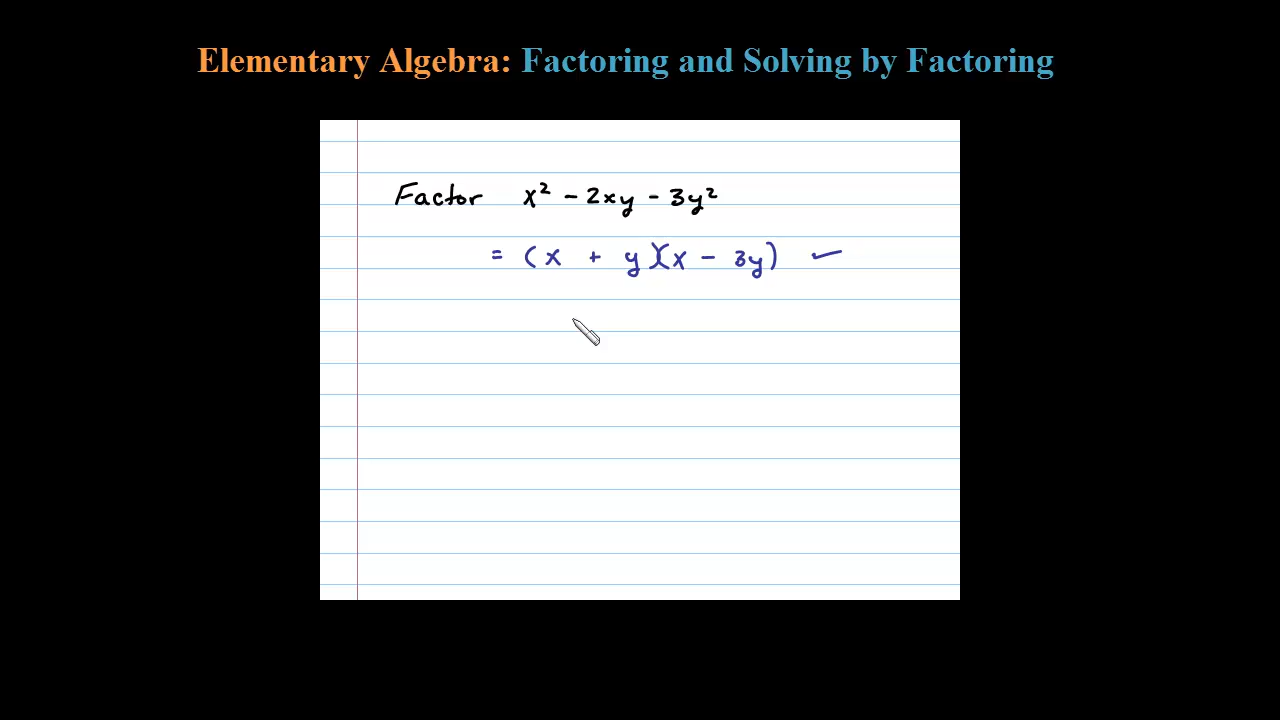 Elementary Algebra: Factoring and Solving by Factoring
Factor x² - 2xy - 3y²
= (x + y)(x - 3y) ✓